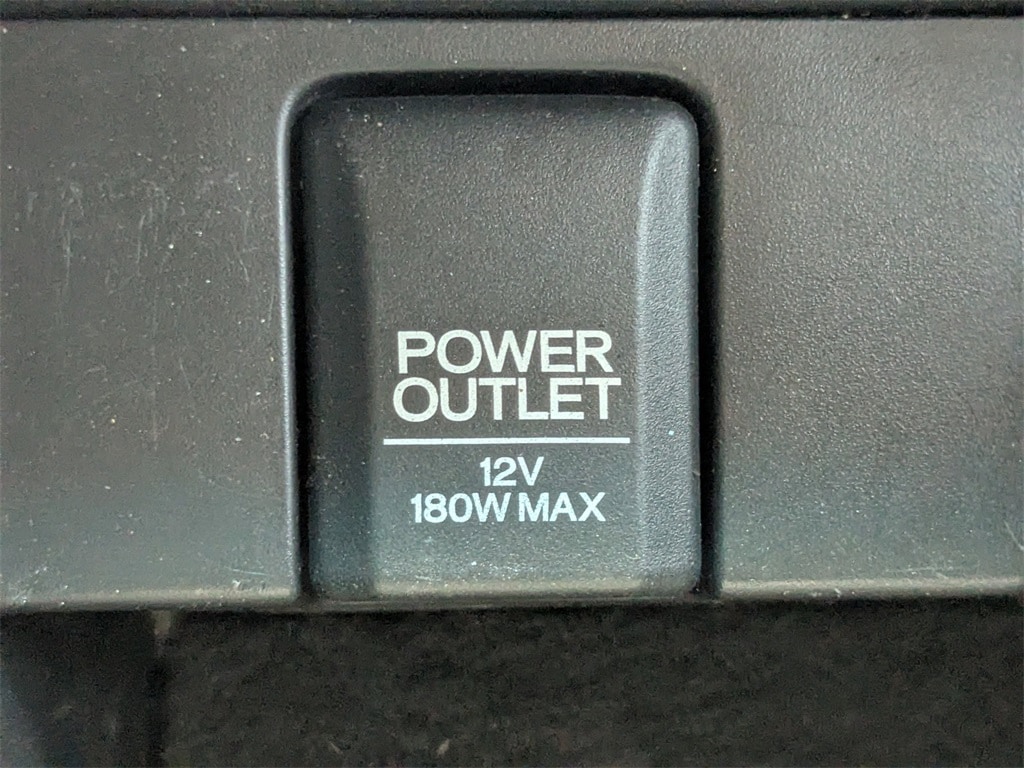 POWER
OUTLET
12V
180W MAX